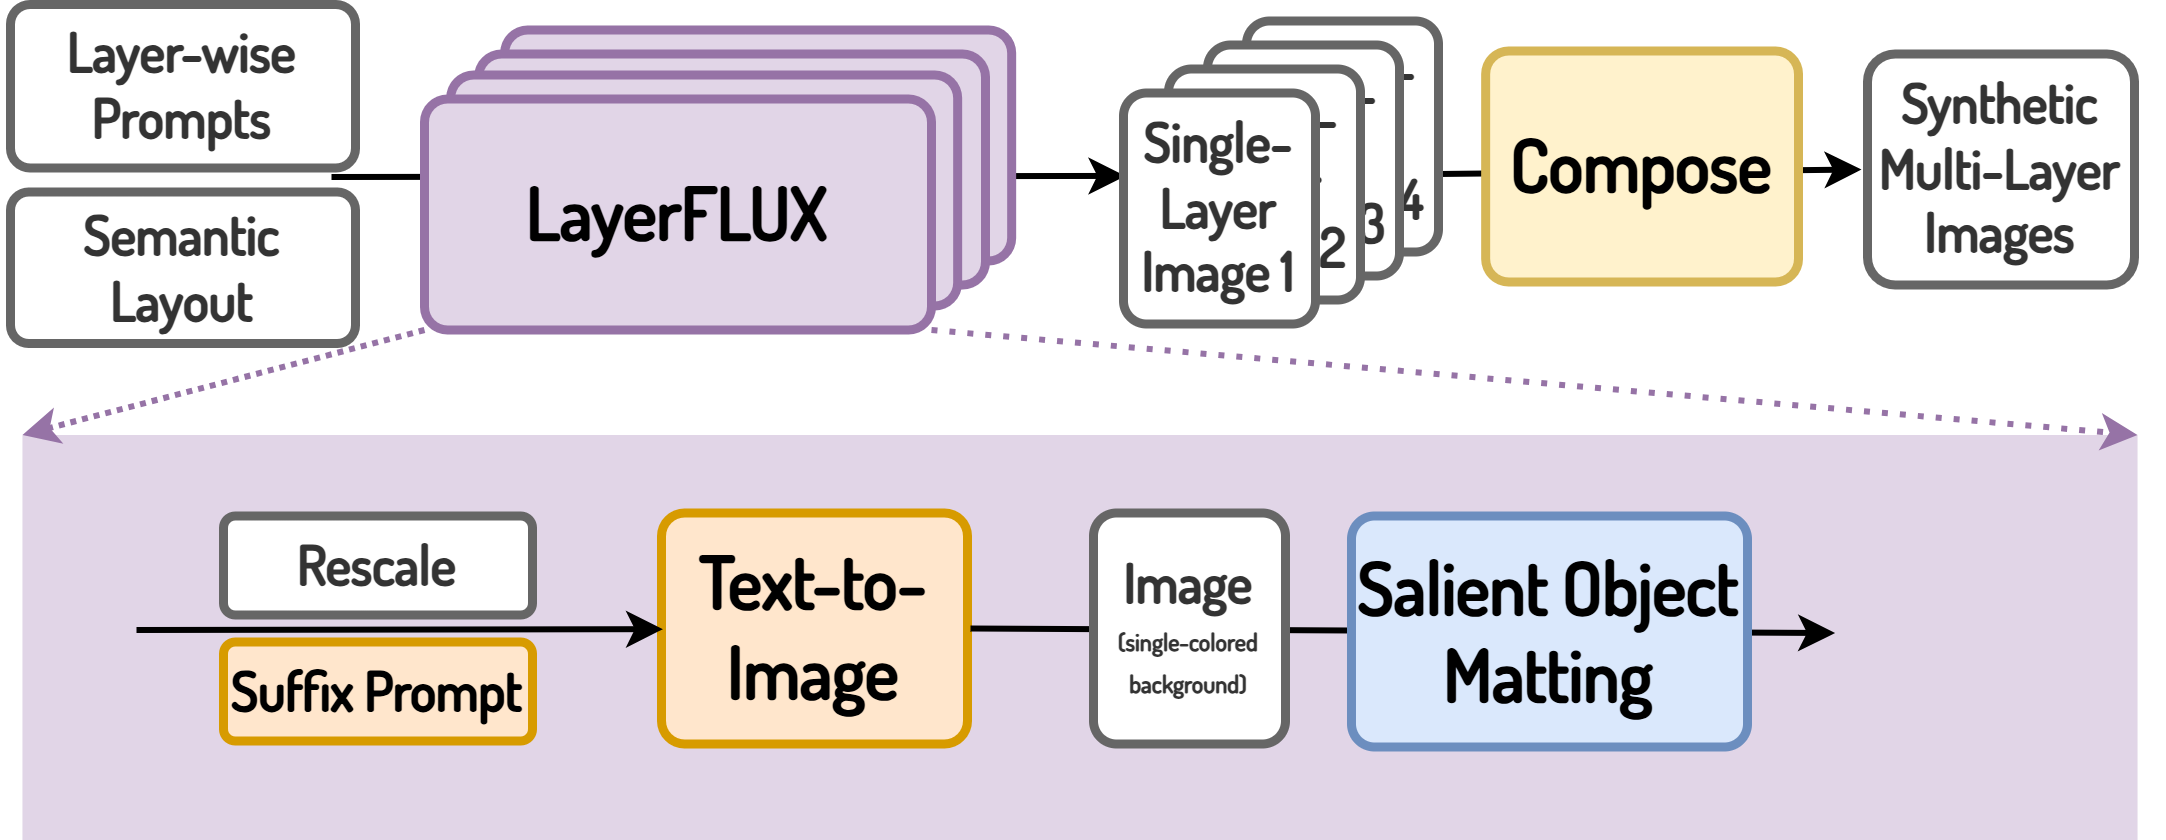 Layer-wise
Prompts
Semantic
Layout
LayerFLUX
Single-
Layer
Image 1
2
3
4
Compose
Synthetic
Multi-Layer
Images
Rescale
Suffix Prompt
Text-to-
Image
Image
(single-colored
background)
Salient Object
Matting